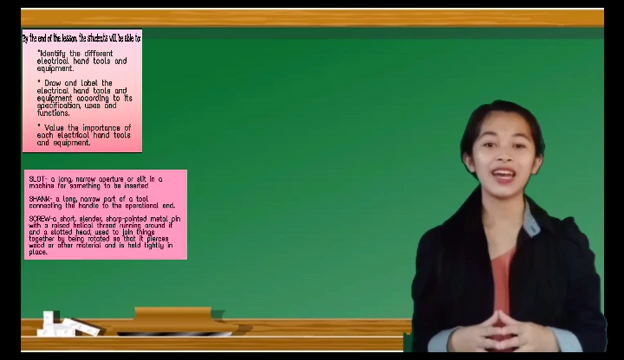 By the end of the lesson, the students will be able to:
*Identify the different
electrical hand tools and
equipment.
* Draw and label the
electrical hand tools and
equipment according to its
specification, uses and
functions.
* Value the importance of
each electrical hand tools
and equipment.
SLOT- a long, narrow aperture or slit in a
machine for something to be inserted
SHANK- a long, narrow part of a tool
connecting the handle to the operational end.
SCREW-a short, slender, sharp-pointed metal pin
with a raised helical thread running around it
and a slotted head, used to join things
together by being rotated so that it pierces
wood or other material and is held tightly in
place.